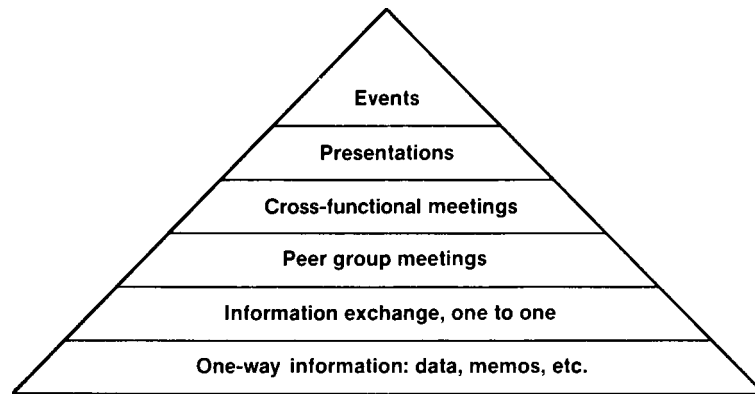 Events
Presentations
Cross-functional meetings
Peer group meetings
Information exchange, one to one
One-way information: data, memos, etc.